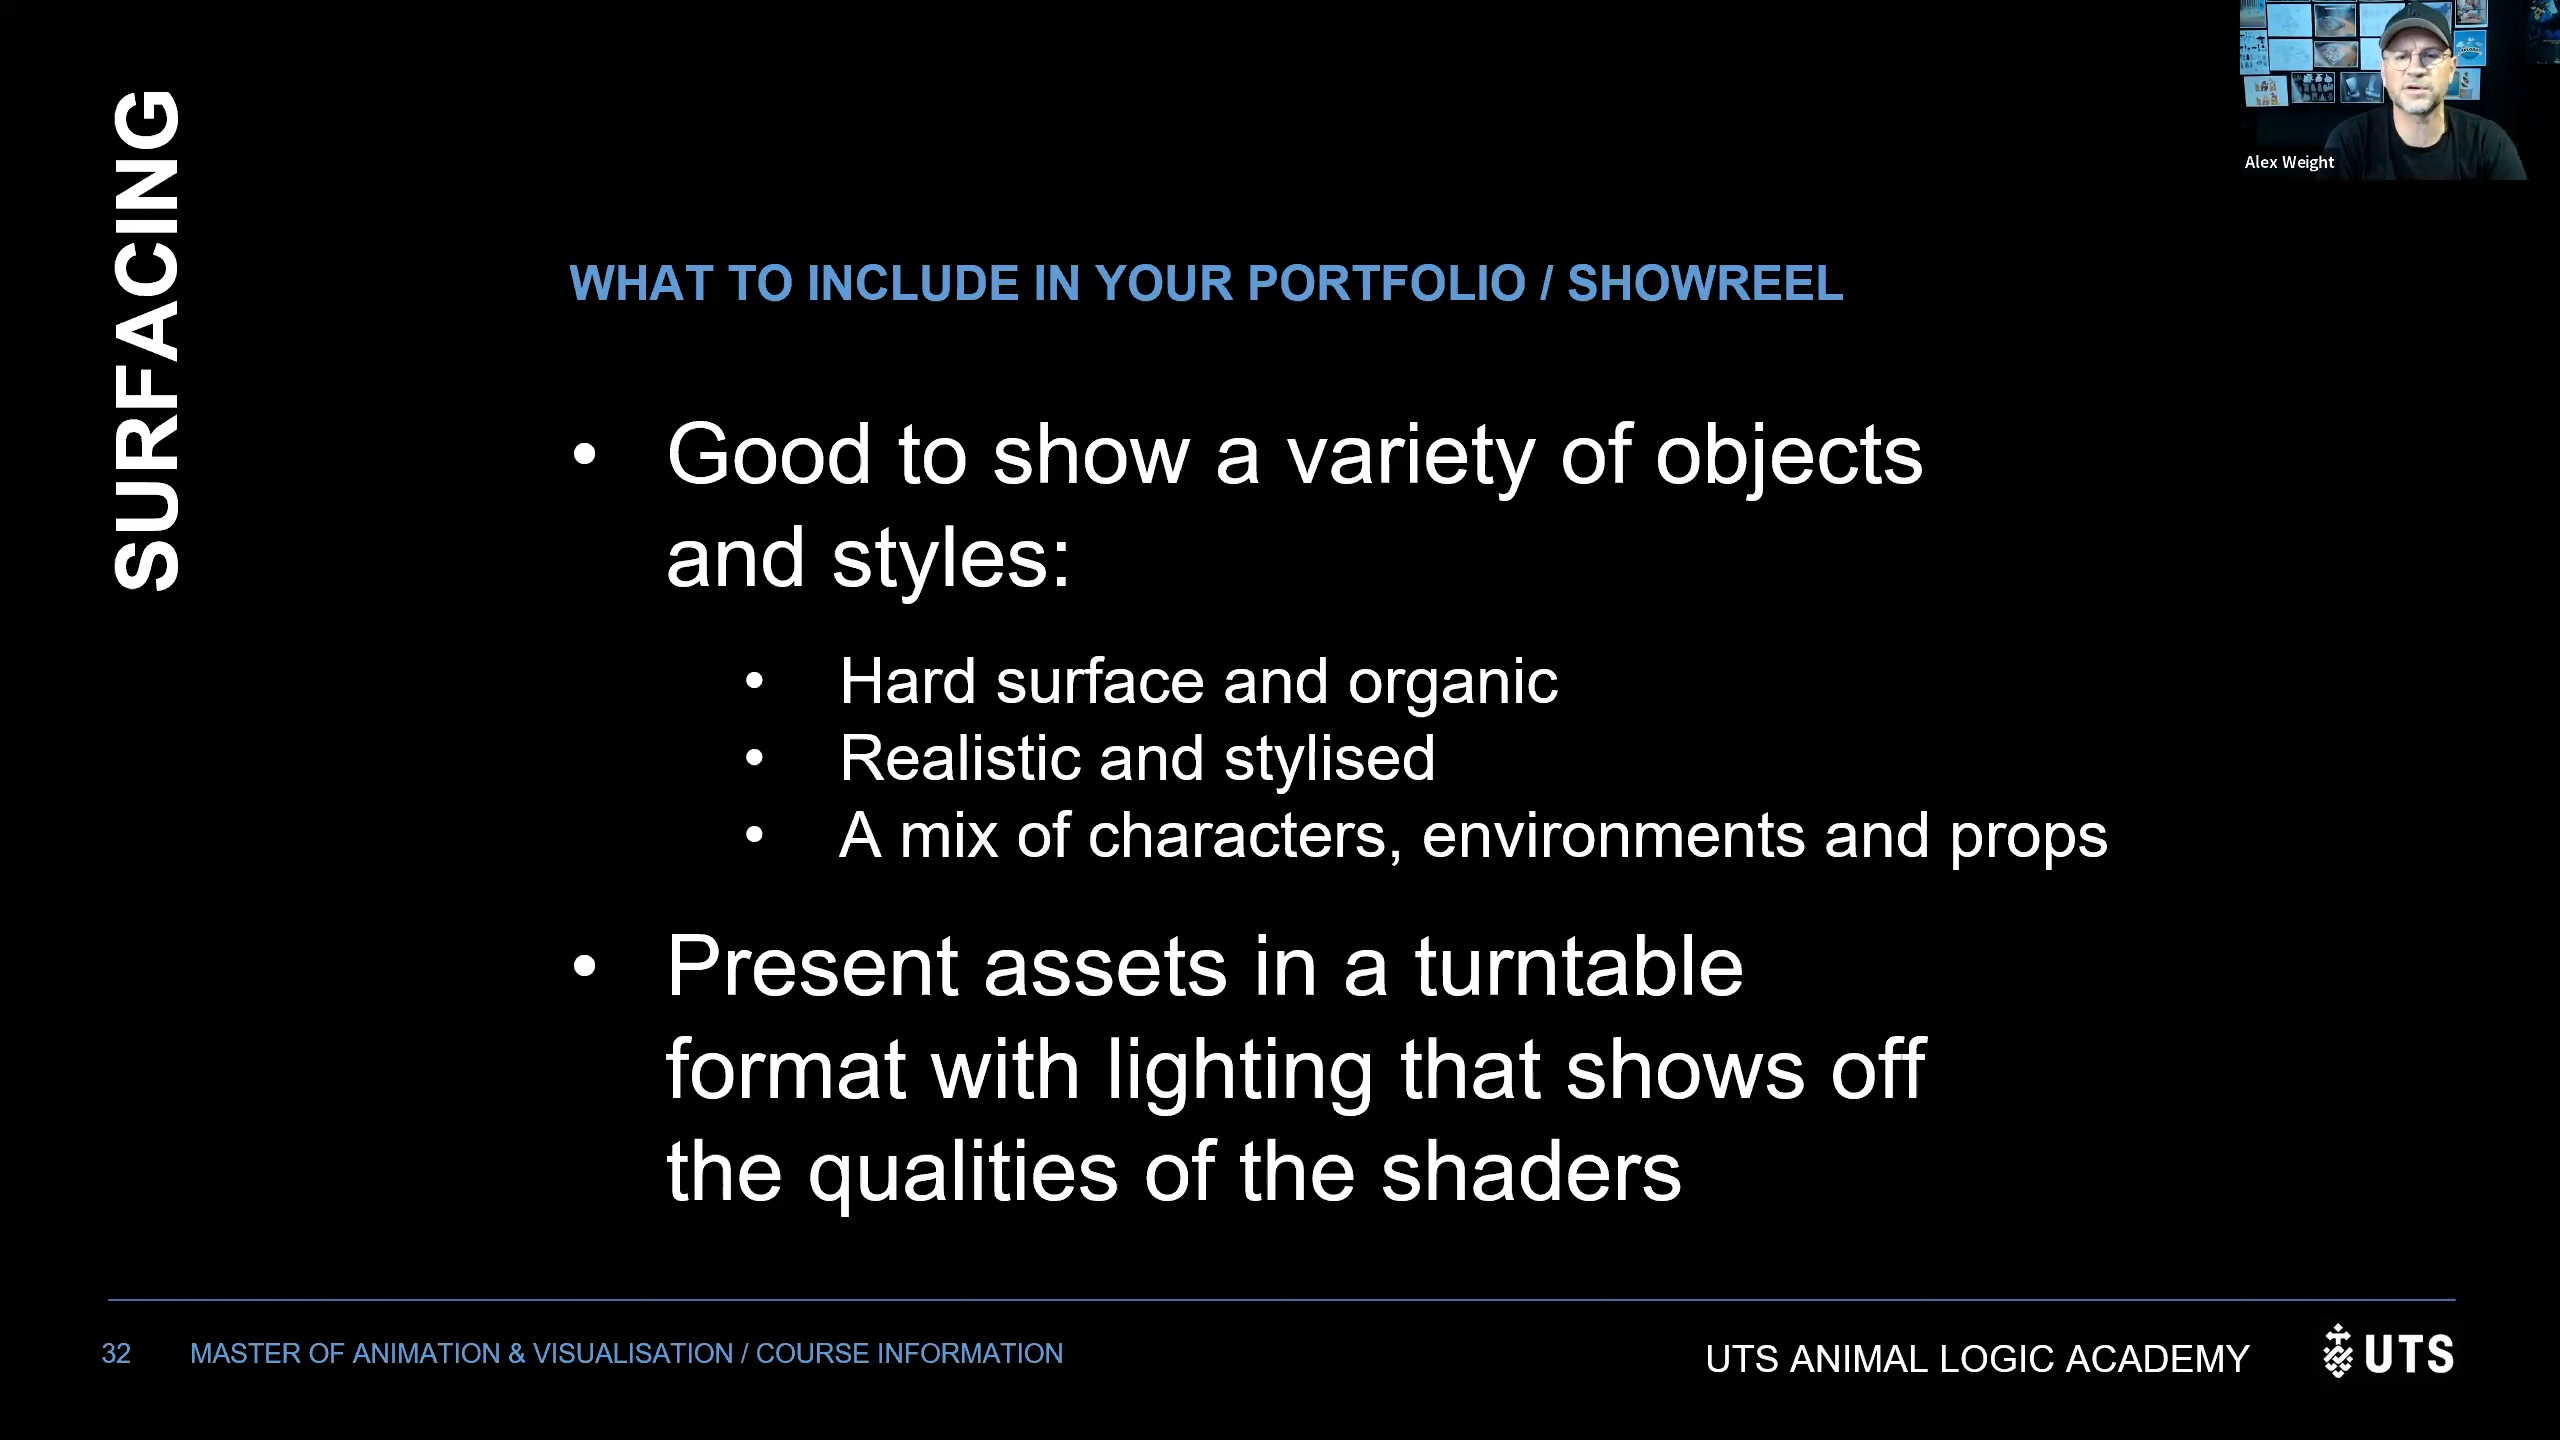 SURFACING
Alex Weight
WHAT TO INCLUDE IN YOUR PORTFOLIO / SHOWREEL
• Good to show a variety of objects
and styles:
• Hard surface and organic
• Realistic and stylised
• A mix of characters, environments and props
• Present assets in a turntable
format with lighting that shows off
the qualities of the shaders
32 MASTER OF ANIMATION & VISUALISATION / COURSE INFORMATION
UTS ANIMAL LOGIC ACADEMY
UTS